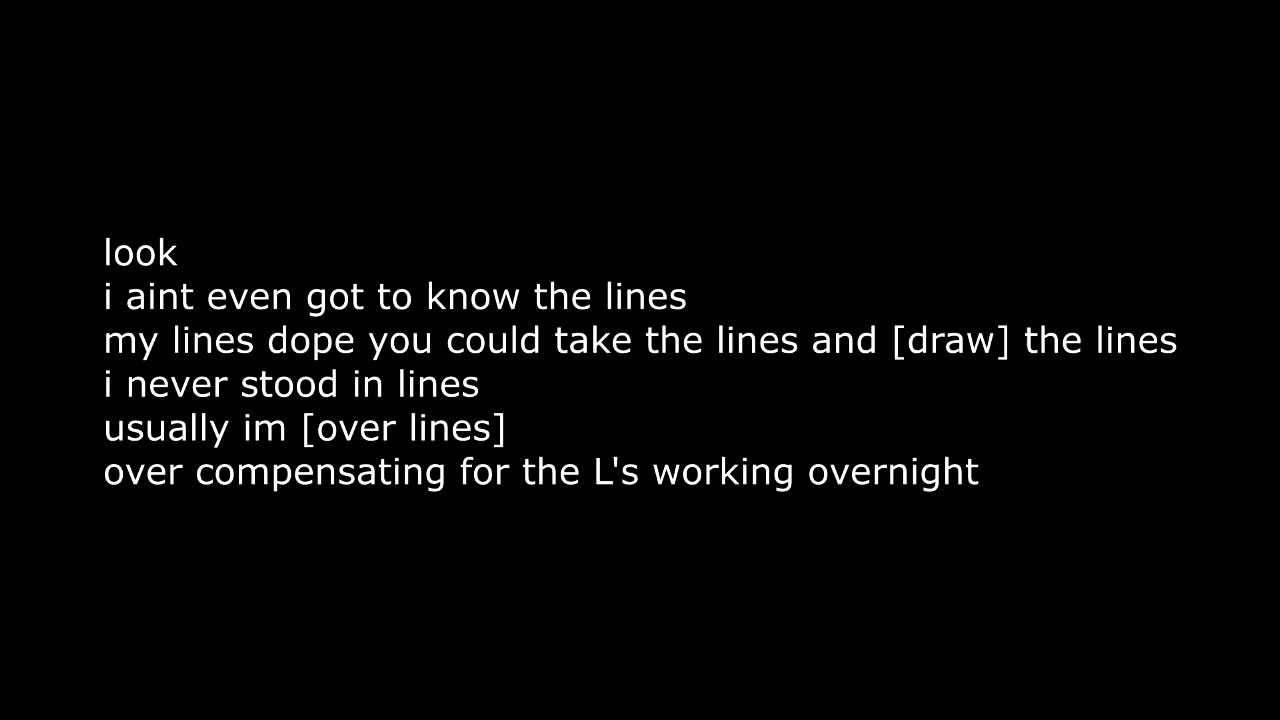 look
i aint even got to know the lines
my lines dope you could take the lines and [draw] the lines
i never stood in lines
usually im [over lines]
over compensating for the L's working overnight